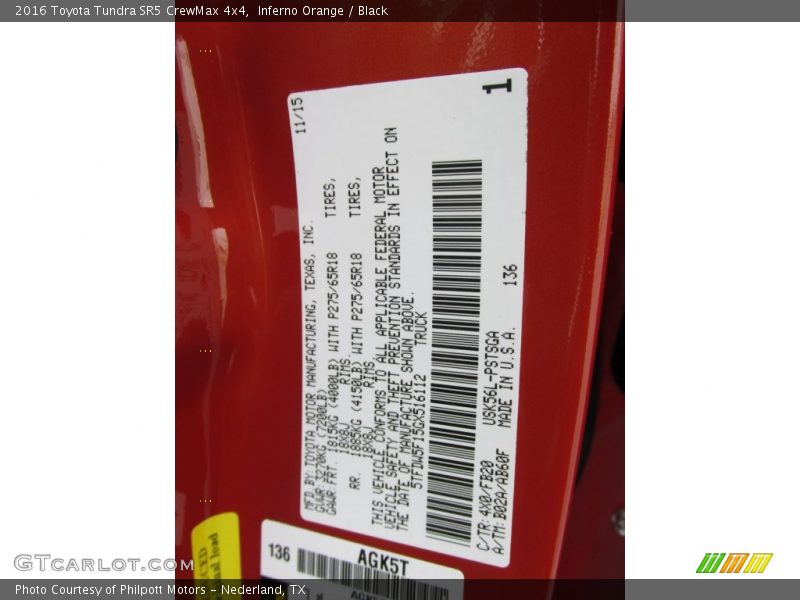 2016 Toyota Tundra SR5 CrewMax 4x4, Inferno Orange / Black
11/15
1
MFD BY: TOYOTA MOTOR MANUFACTURING, TEXAS, INC.
GVWR: 3270KG (7200LB)
GAWR: FRT. 1815KG (4000LB) WITH P275/65R18 TIRES,
18X8J RIMS.
RR. 1885KG (4150LB) WITH P275/65R18 TIRES,
18X8J RIMS.
THIS VEHICLE CONFORMS TO ALL APPLICABLE FEDERAL MOTOR
VEHICLE SAFETY AND THEFT PREVENTION STANDARDS IN EFFECT ON
THE DATE OF MANUFACTURE SHOWN ABOVE.
5TFDW5F15GX516112 TRUCK
C/TR: 4X0/FB20 USK56L-PSTSGA 136
A/TM: B02A/AB60F MADE IN U.S.A.
136 AGK5T
load
GTCarLot.com
Photo Courtesy of Philpott Motors – Nederland, TX